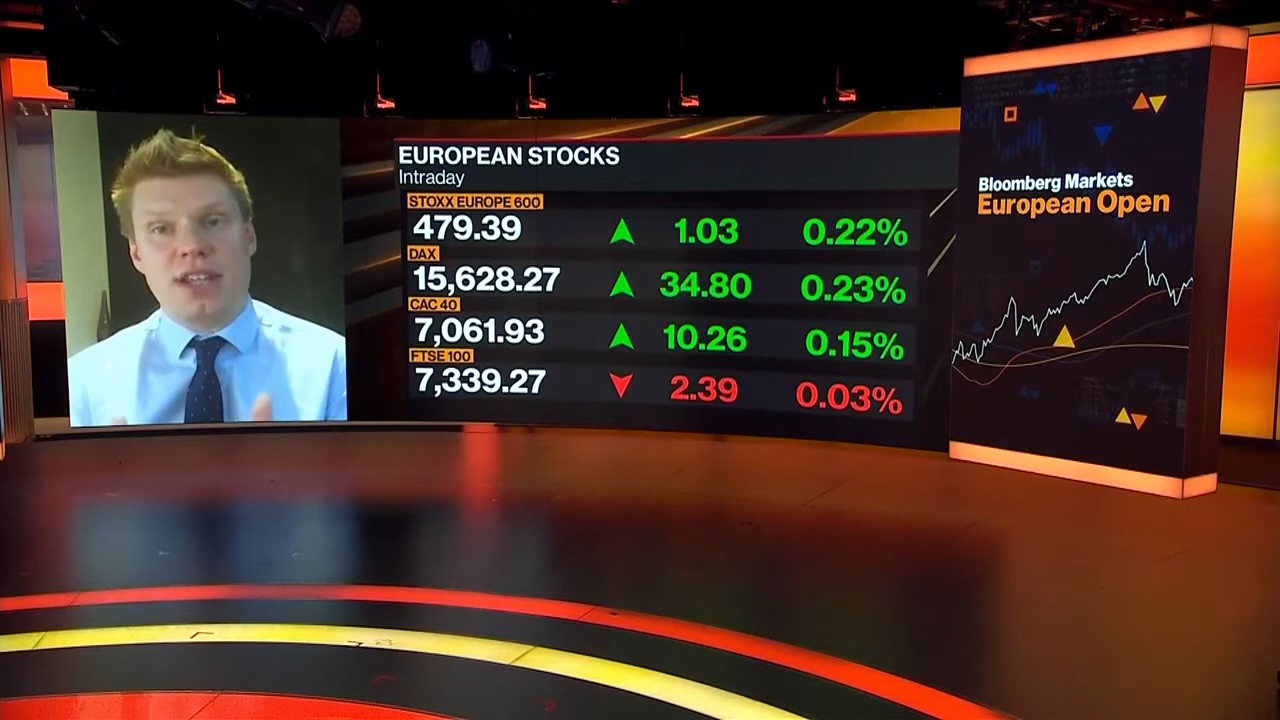 EUROPEAN STOCKS
Intraday
STOXX EUROPE 600
479.39 1.03 0.22%
DAX
15,628.27 34.80 0.23%
CAC 40
7,061.93 10.26 0.15%
FTSE 100
7,339.27 2.39 0.03%
Bloomberg Markets
European Open